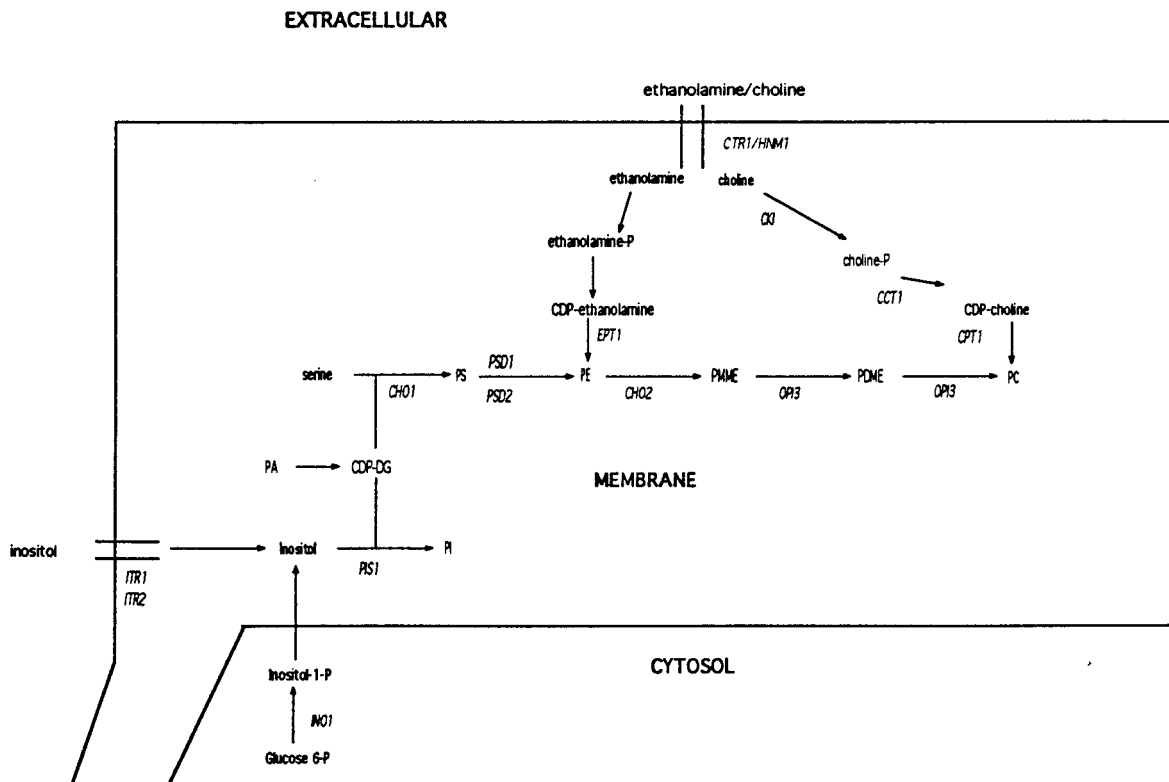 EXTRACELLULAR
ethanolamine/choline
CTR1/HNM1
ethanolamine
choline
CKI
ethanolamine-P
choline-P
CCT1
CDP-ethanolamine
CDP-choline
EPT1
CPT1
serine
CHO1
PS
PSD1
PSD2
PE
CHO2
PMME
OPI3
PDME
OPI3
PC
PA
CDP-DG
MEMBRANE
inositol
ITR1
ITR2
Inositol
PIS1
PI
CYTOSOL
Inositol-1-P
INO1
Glucose 6-P